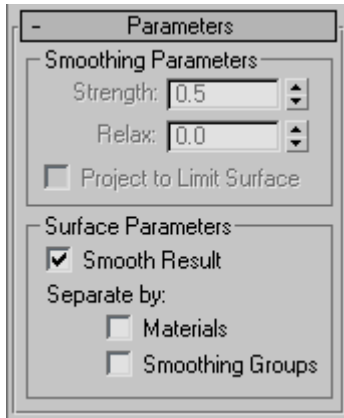 - Parameters
Smoothing Parameters
Strength: 0.5
Relax: 0.0
Project to Limit Surface
Surface Parameters
Smooth Result
Separate by:
Materials
Smoothing Groups